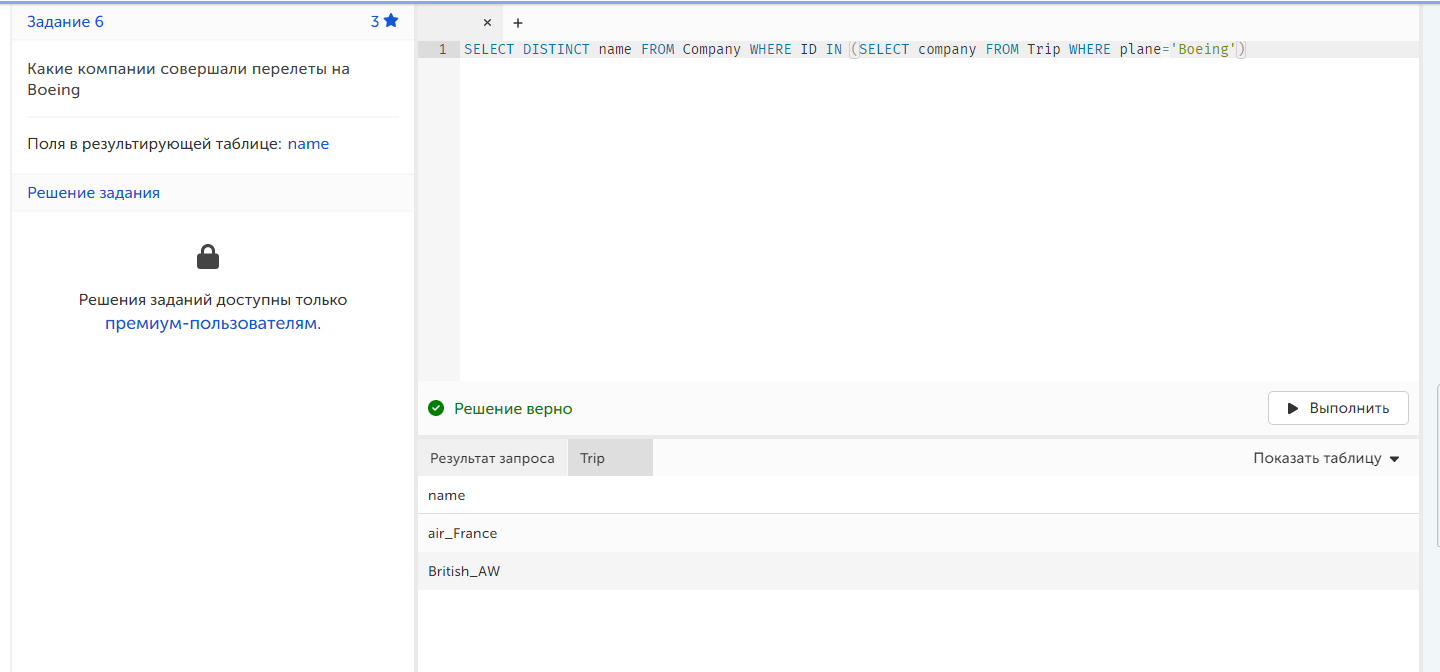 Задание 6
3
Какие компании совершали перелеты на
Boeing
Поля в результирующей таблице: name
Решение задания
Решения заданий доступны только
премиум-пользователям.
× +
1 SELECT DISTINCT name FROM Company WHERE ID IN (SELECT company FROM Trip WHERE plane='Boeing')
Решение верно
Выполнить
Результат запроса
Trip
Показать таблицу
name
air_France
British_AW